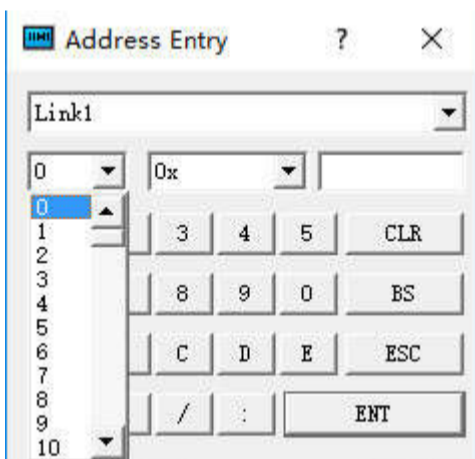 Address Entry ? ×
Link1
0 0x
0
1 3 4 5 CLR
2
3
4 8 9 0 BS
5
6 C D E ESC
7
8
9 / : ENT
10